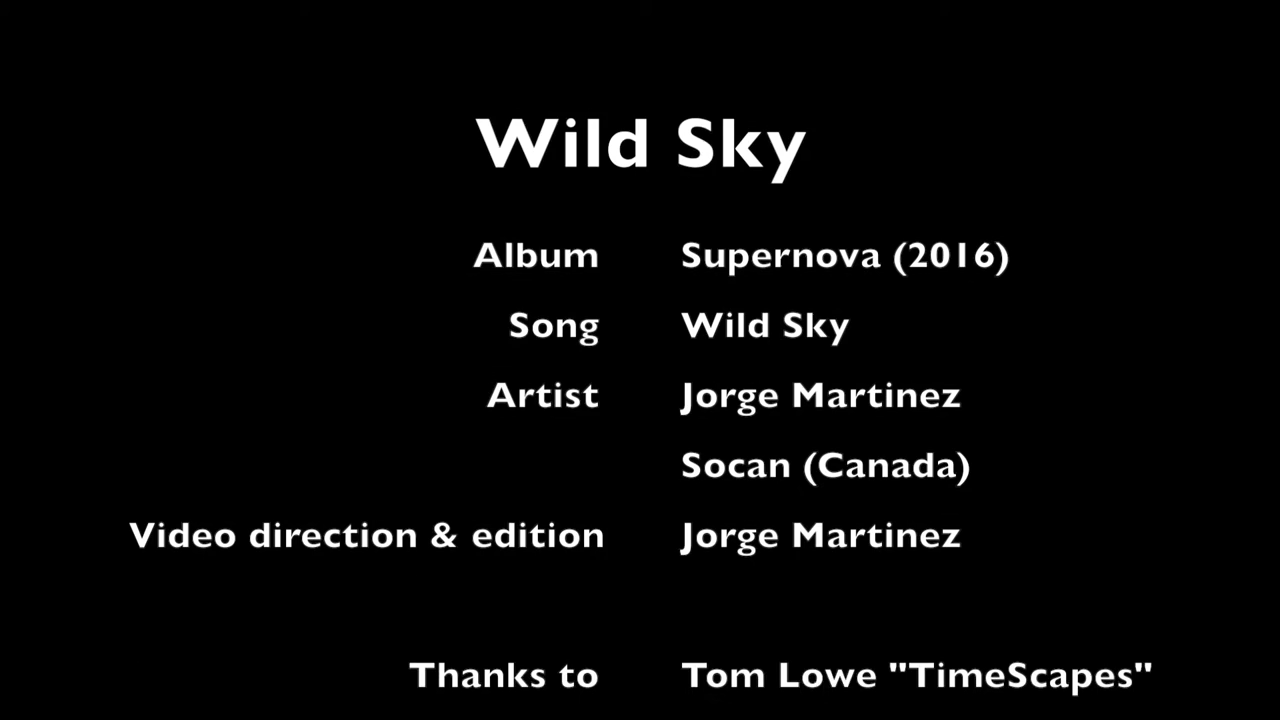 Wild Sky
Album Supernova (2016)
Song Wild Sky
Artist Jorge Martinez
Socan (Canada)
Video direction & edition Jorge Martinez
Thanks to Tom Lowe "TimeScapes"